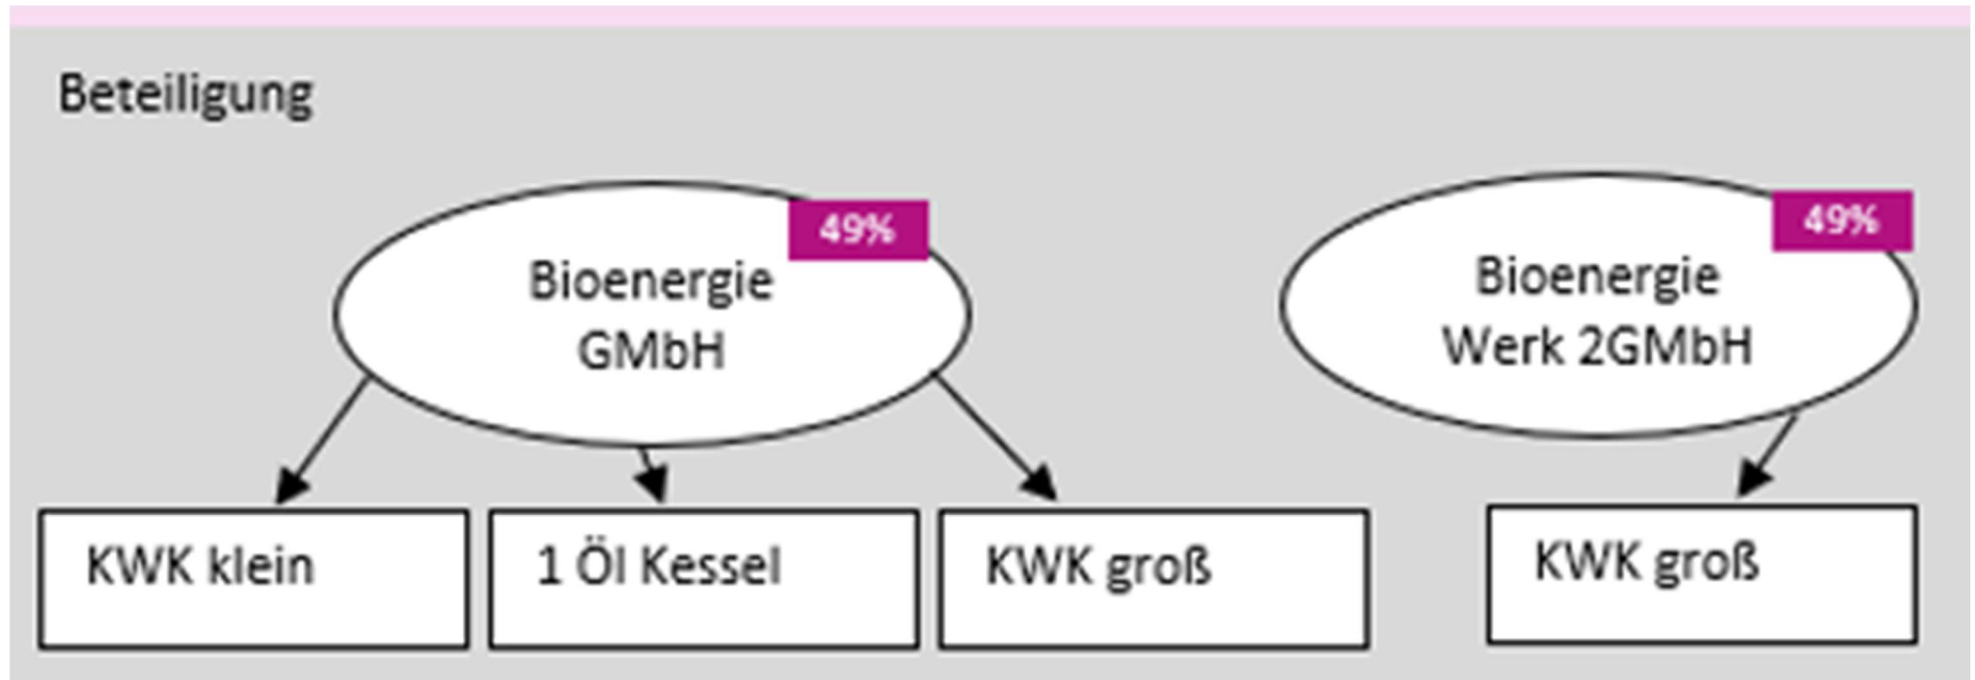 Beteiligung
49%
Bioenergie
GMbH
49%
Bioenergie
Werk 2GMbH
KWK klein
1 Öl Kessel
KWK groß
KWK groß